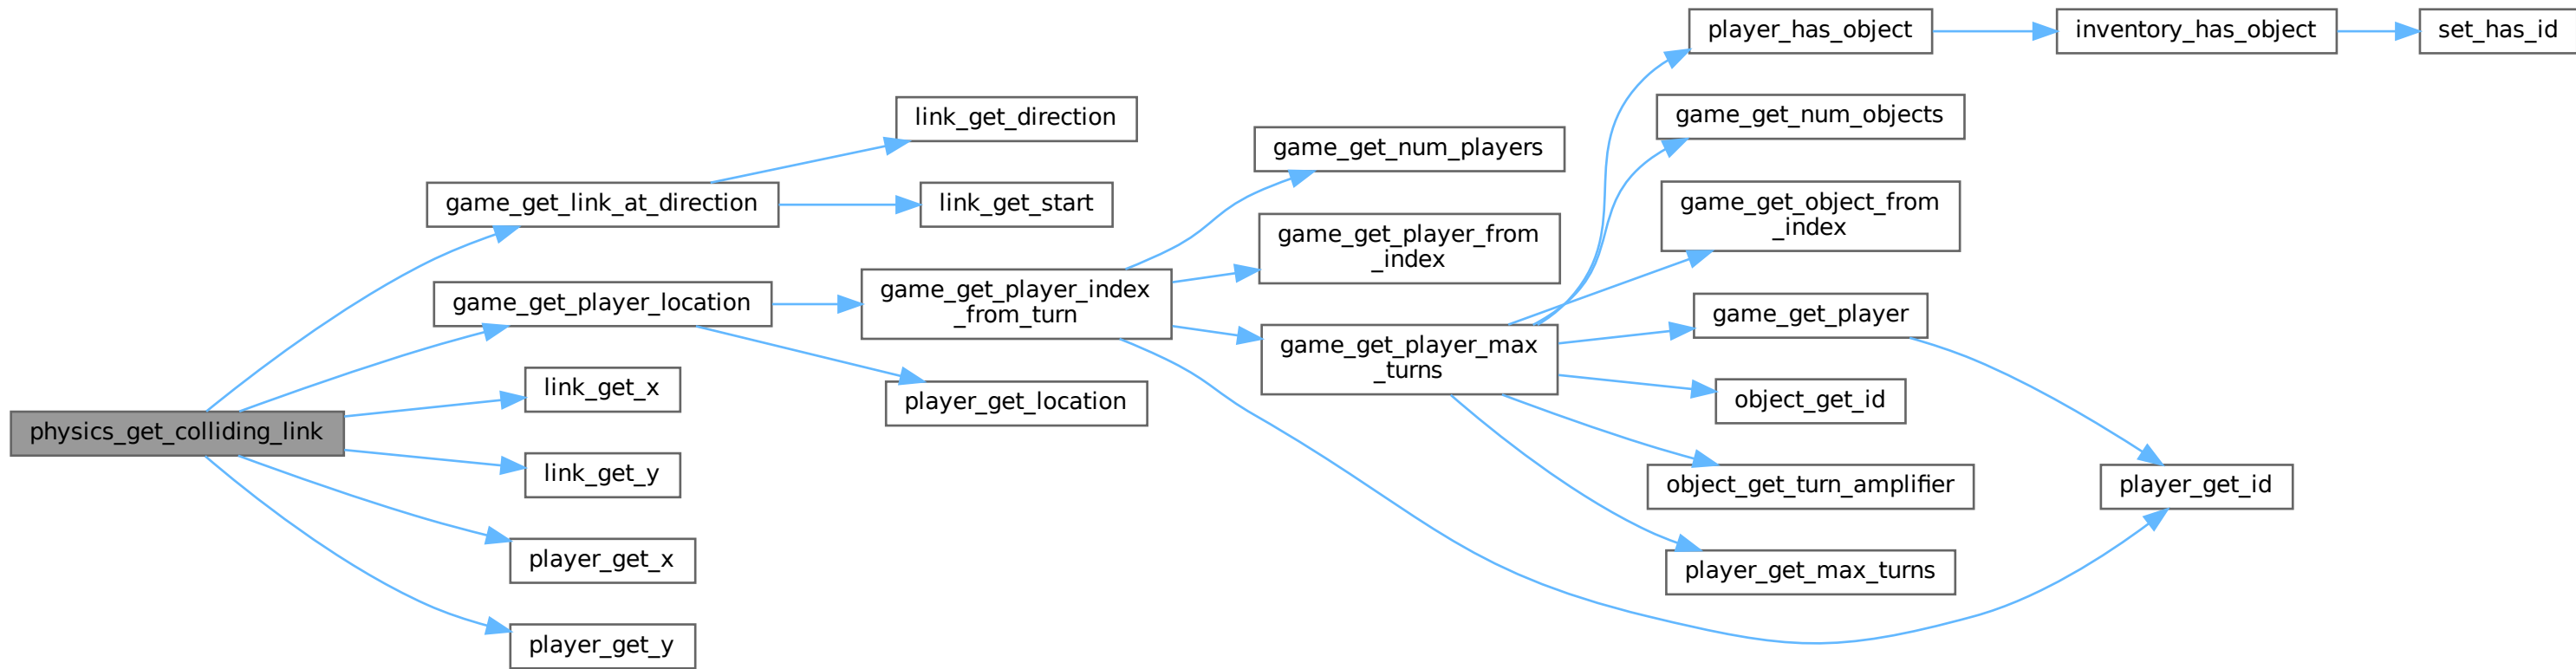 physics_get_colliding_link
game_get_link_at_direction
game_get_player_location
link_get_x
link_get_y
player_get_x
player_get_y
link_get_direction
link_get_start
game_get_player_index
_from_turn
player_get_location
game_get_num_players
game_get_player_from
_index
game_get_player_max
_turns
player_has_object
game_get_num_objects
game_get_object_from
_index
game_get_player
object_get_id
object_get_turn_amplifier
player_get_max_turns
inventory_has_object
player_get_id
set_has_id